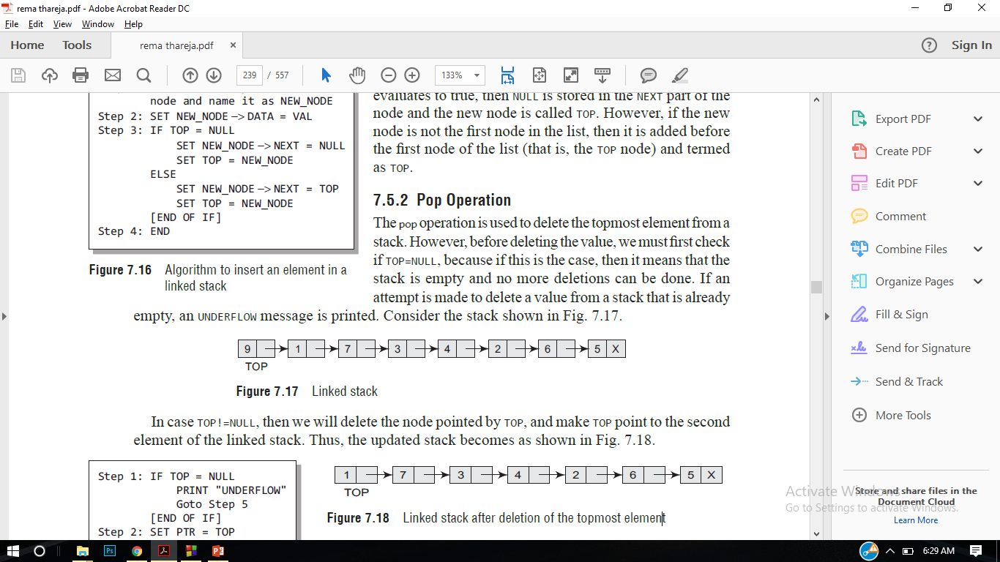 rema thareja.pdf - Adobe Acrobat Reader DC
File Edit View Window Help
Home Tools rema thareja.pdf × ? Sign In
239 / 557 133%
node and name it as NEW_NODE
Step 2: SET NEW_NODE -> DATA = VAL
Step 3: IF TOP = NULL
SET NEW_NODE -> NEXT = NULL
SET TOP = NEW_NODE
ELSE
SET NEW_NODE -> NEXT = TOP
SET TOP = NEW_NODE
[END OF IF]
Step 4: END
Figure 7.16 Algorithm to insert an element in a
linked stack
evaluates to true, then NULL is stored in the NEXT part of the
node and the new node is called TOP. However, if the new
node is not the first node in the list, then it is added before
the first node of the list (that is, the TOP node) and termed
as TOP.
7.5.2 Pop Operation
The pop operation is used to delete the topmost element from a
stack. However, before deleting the value, we must first check
if TOP=NULL, because if this is the case, then it means that the
stack is empty and no more deletions can be done. If an
attempt is made to delete a value from a stack that is already
empty, an UNDERFLOW message is printed. Consider the stack shown in Fig. 7.17.
9 1 7 3 4 2 6 5 X
TOP
Figure 7.17 Linked stack
In case TOP!=NULL, then we will delete the node pointed by TOP, and make TOP point to the second
element of the linked stack. Thus, the updated stack becomes as shown in Fig. 7.18.
Step 1: IF TOP = NULL
PRINT "UNDERFLOW"
Goto Step 5
[END OF IF]
Step 2: SET PTR = TOP
1 7 3 4 2 6 5 X
TOP
Figure 7.18 Linked stack after deletion of the topmost element
Export PDF
Create PDF
Edit PDF
Comment
Combine Files
Organize Pages
Fill & Sign
Send for Signature
Send & Track
More Tools
Store and share files in the
Document Cloud
Learn More
Activate Windows
Go to Settings to activate Windows.
Ps
6:29 AM